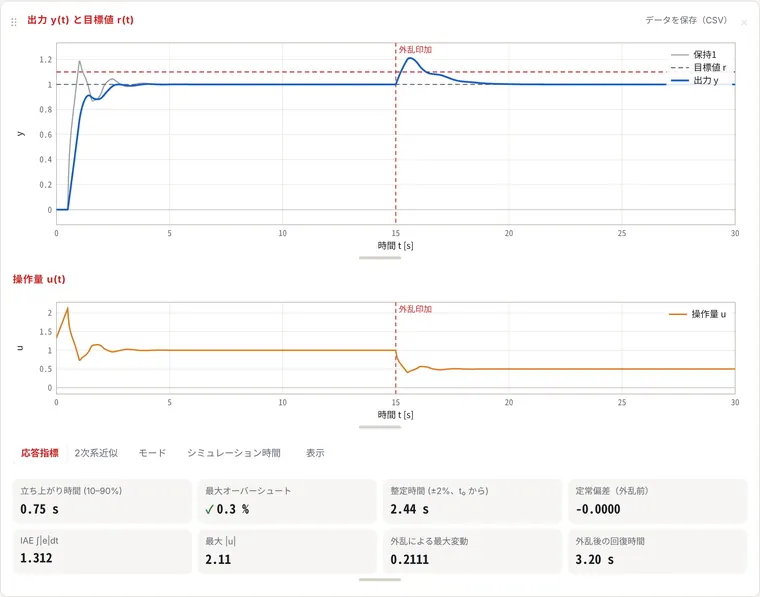 出力 y(t) と目標値 r(t)
データを保存（CSV）
外乱印加
保持1
目標値 r
出力 y
1.2
1
0.8
0.6
0.4
0.2
0
y
0 5 10 15 20 25 30
時間 t [s]
操作量 u(t)
外乱印加
操作量 u
2
1.5
1
0.5
0
u
0 5 10 15 20 25 30
時間 t [s]
応答指標 2次系近似 モード シミュレーション時間 表示
立ち上がり時間 (10–90%)
0.75 s
最大オーバーシュート
✓0.3 %
整定時間 (±2%、t₀ から)
2.44 s
定常偏差（外乱前）
-0.0000
IAE ∫|e|dt
1.312
最大 |u|
2.11
外乱による最大変動
0.2111
外乱後の回復時間
3.20 s